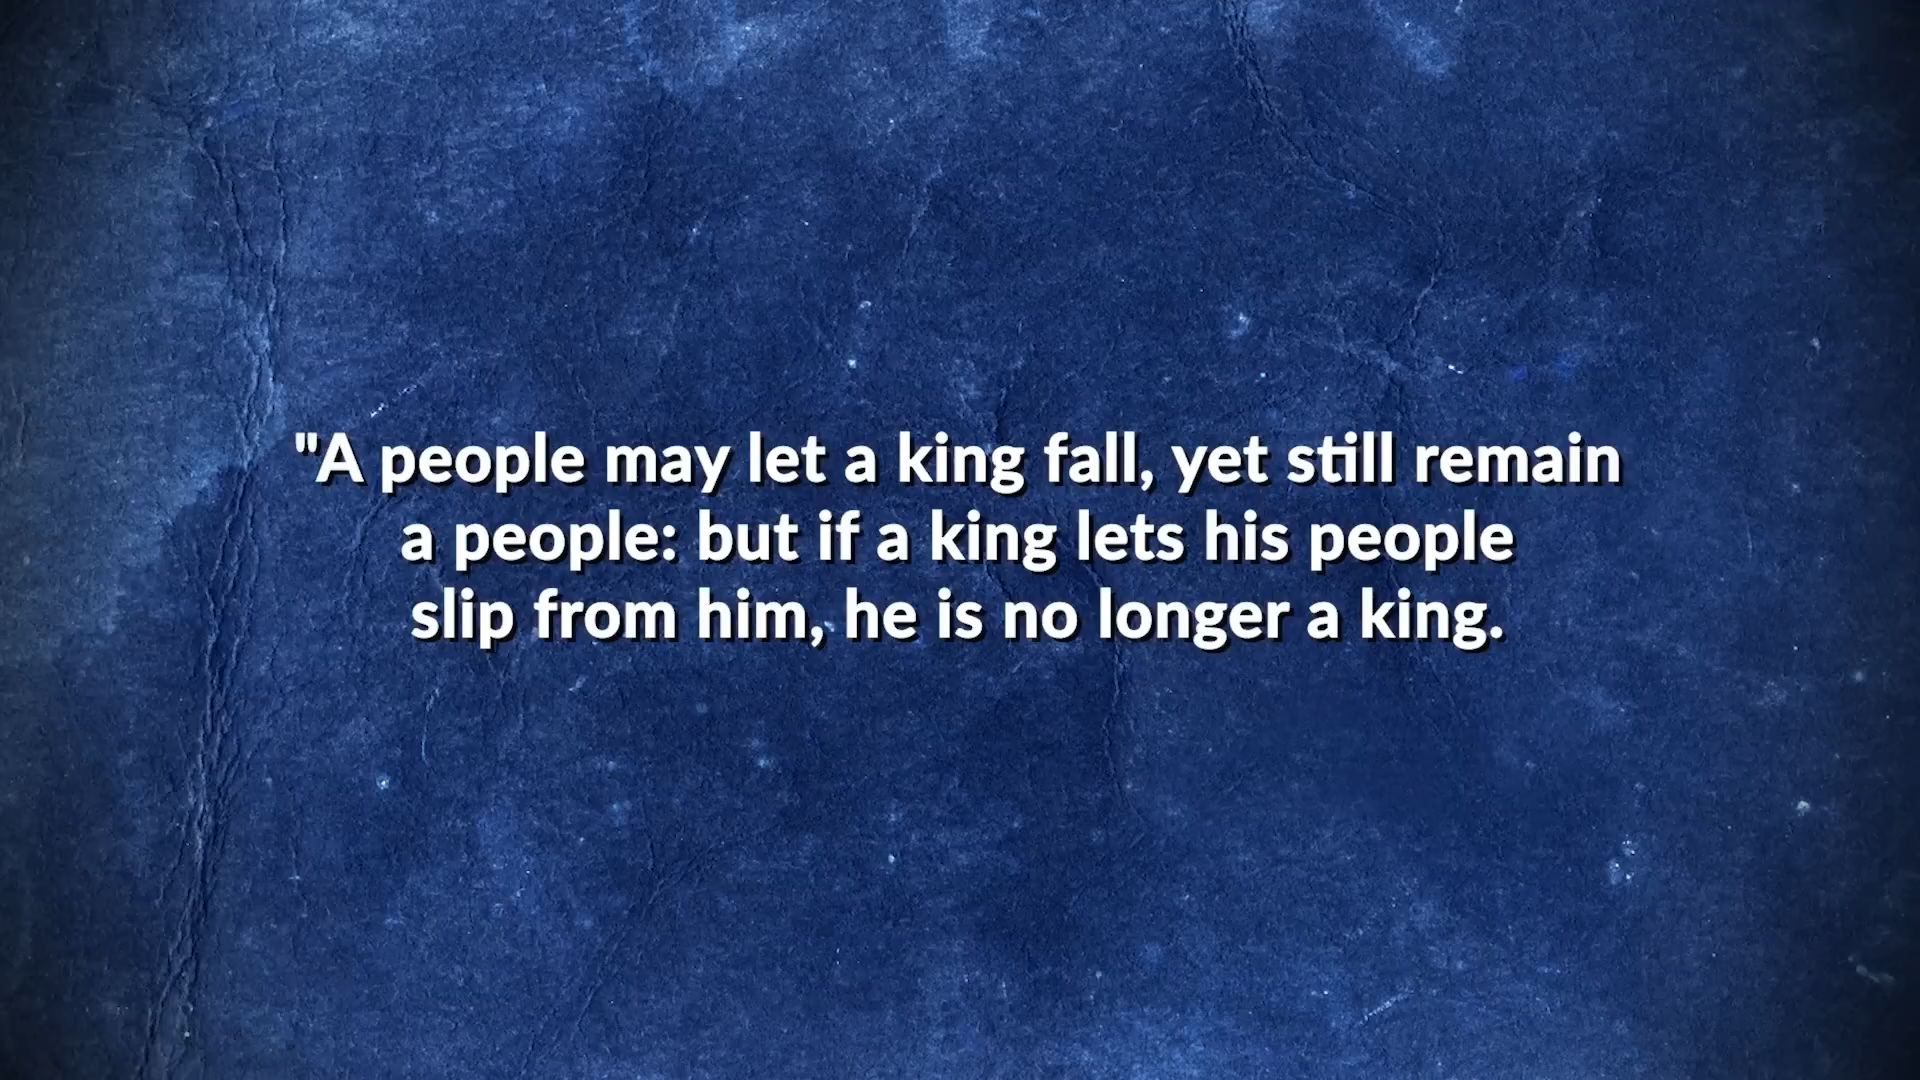 "A people may let a king fall, yet still remain
a people: but if a king lets his people
slip from him, he is no longer a king.